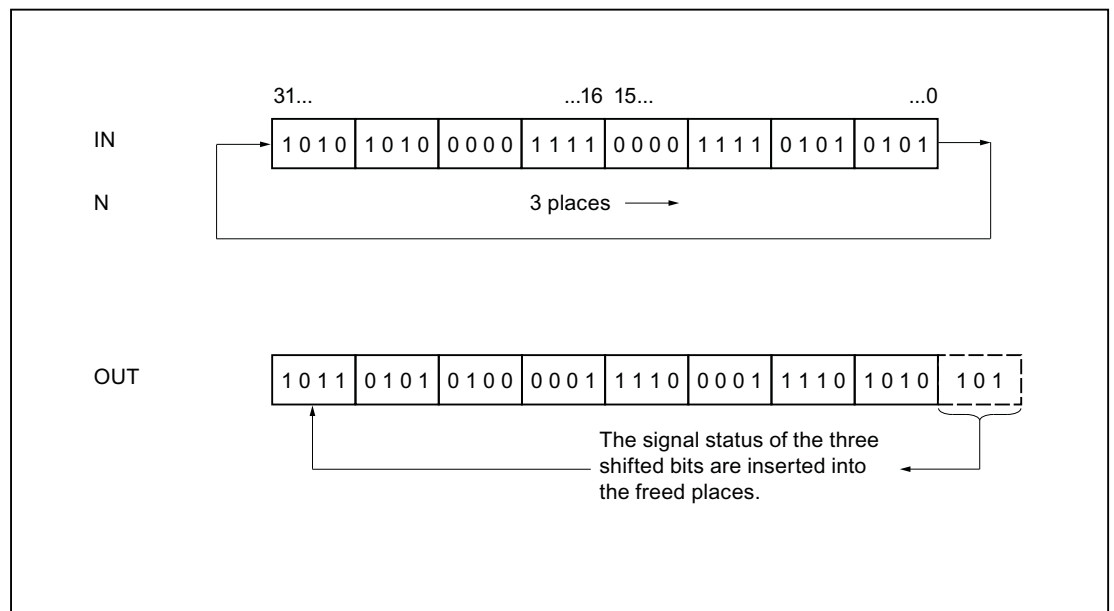 31... ...16 15... ...0
IN 1010 1010 0000 1111 0000 1111 0101 0101
N 3 places
OUT 1011 0101 0100 0001 1110 0001 1110 1010 101
The signal status of the three
shifted bits are inserted into
the freed places.